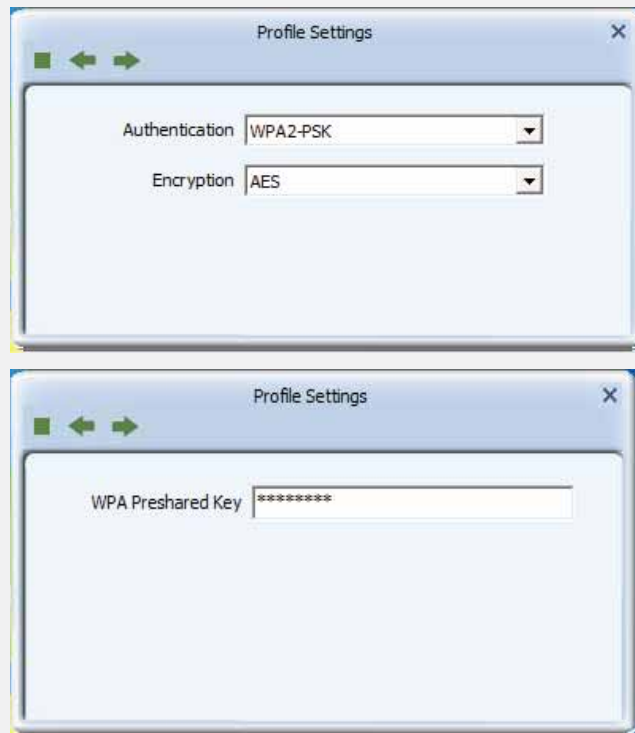 Profile Settings
Authentication WPA2-PSK
Encryption AES
Profile Settings
WPA Preshared Key ********